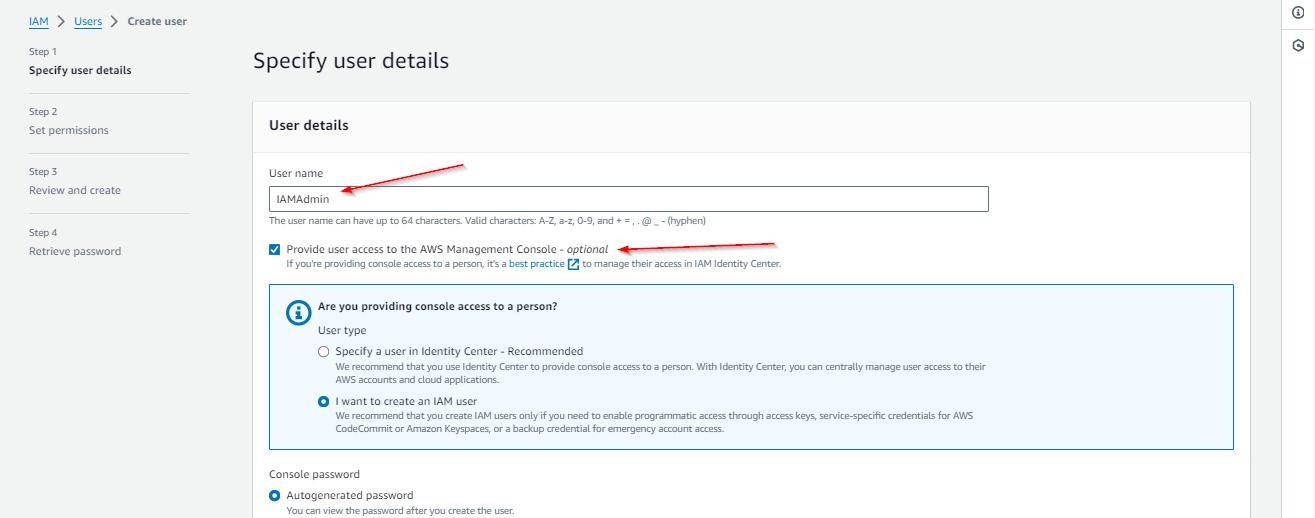 IAM > Users > Create user
Step 1
Specify user details
Step 2
Set permissions
Step 3
Review and create
Step 4
Retrieve password
Specify user details
User details
User name
IAMAdmin
The user name can have up to 64 characters. Valid characters: A-Z, a-z, 0-9, and + = , . @ _ - (hyphen)
Provide user access to the AWS Management Console - optional
If you're providing console access to a person, it's a best practice to manage their access in IAM Identity Center.
Are you providing console access to a person?
User type
Specify a user in Identity Center - Recommended
We recommend that you use Identity Center to provide console access to a person. With Identity Center, you can centrally manage user access to their
AWS accounts and cloud applications.
I want to create an IAM user
We recommend that you create IAM users only if you need to enable programmatic access through access keys, service-specific credentials for AWS
CodeCommit or Amazon Keyspaces, or a backup credential for emergency account access.
Console password
Autogenerated password
You can view the password after you create the user.